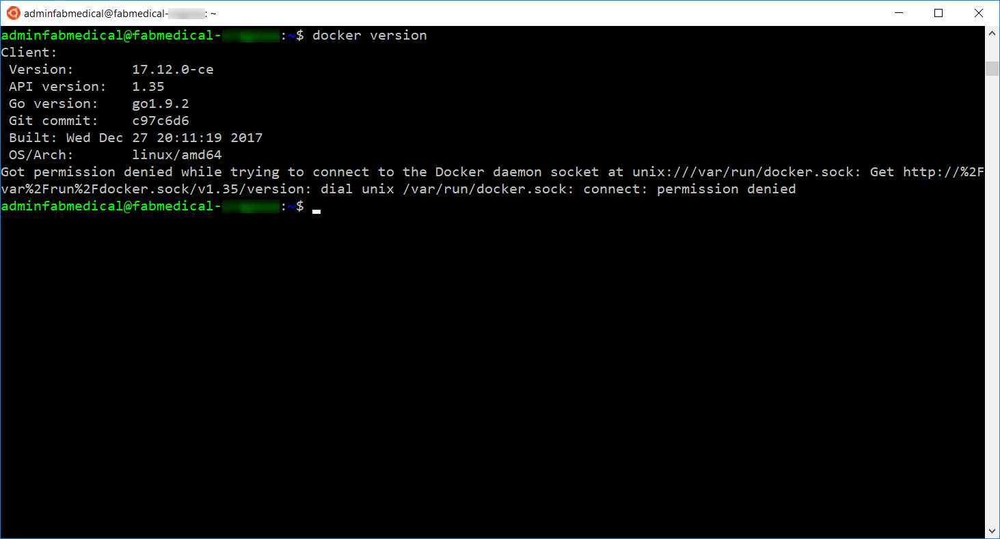 adminfabmedical@fabmedical- : ~
adminfabmedical@fabmedical- :~$ docker version
Client:
Version: 17.12.0-ce
API version: 1.35
Go version: go1.9.2
Git commit: c97c6d6
Built: Wed Dec 27 20:11:19 2017
OS/Arch: linux/amd64
Got permission denied while trying to connect to the Docker daemon socket at unix:///var/run/docker.sock: Get http://%2F
var%2Frun%2Fdocker.sock/v1.35/version: dial unix /var/run/docker.sock: connect: permission denied
adminfabmedical@fabmedical- :~$